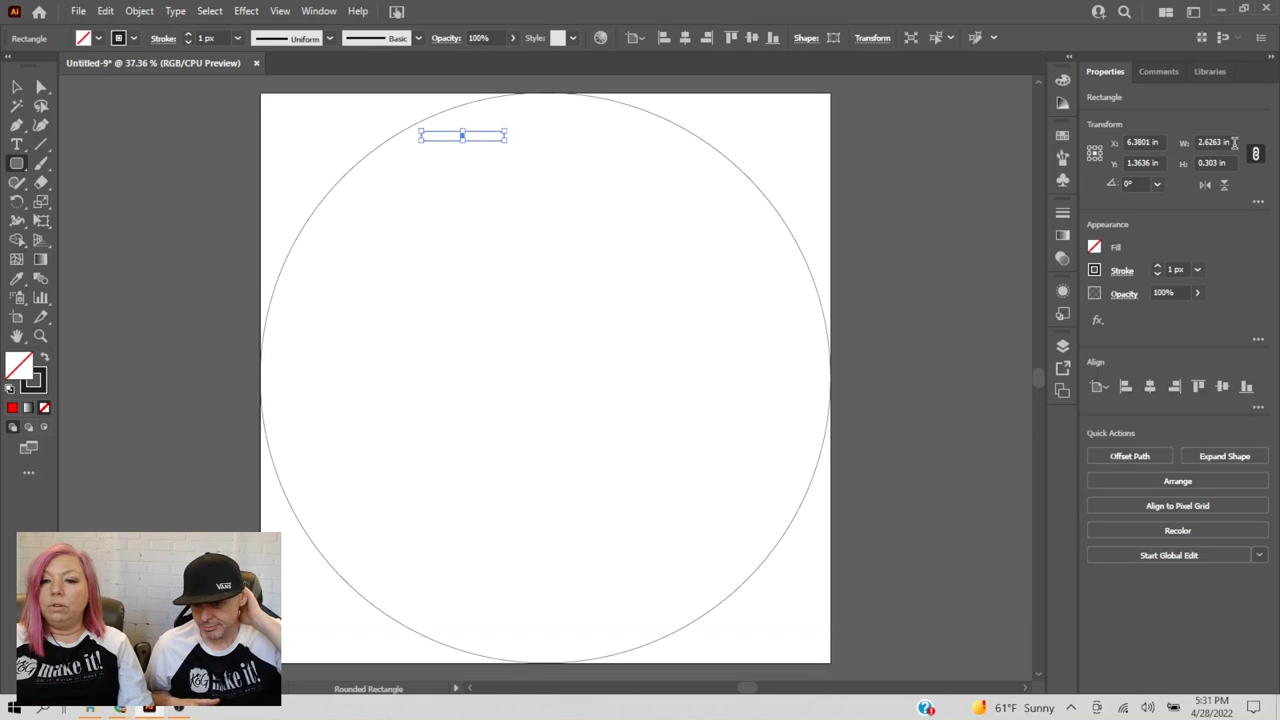 Ai File Edit Object Type Select Effect View Window Help
Rectangle Stroke: 1 px Uniform Basic Opacity: 100% Style: Shape: Transform
Untitled-9* @ 37.36 % (RGB/CPU Preview)
Properties Comments Libraries
Rectangle
Transform
X: 6.3801 in W: 2.6263 in
Y: 1.3636 in H: 0.303 in
0°
Appearance
Fill
Stroke 1 px
Opacity 100%
fx.
Align
Quick Actions
Offset Path Expand Shape
Arrange
Align to Pixel Grid
Recolor
Start Global Edit
VANS
make it!
K&G make it!
Rounded Rectangle
61°F Sunny
5:31 PM
4/28/2022